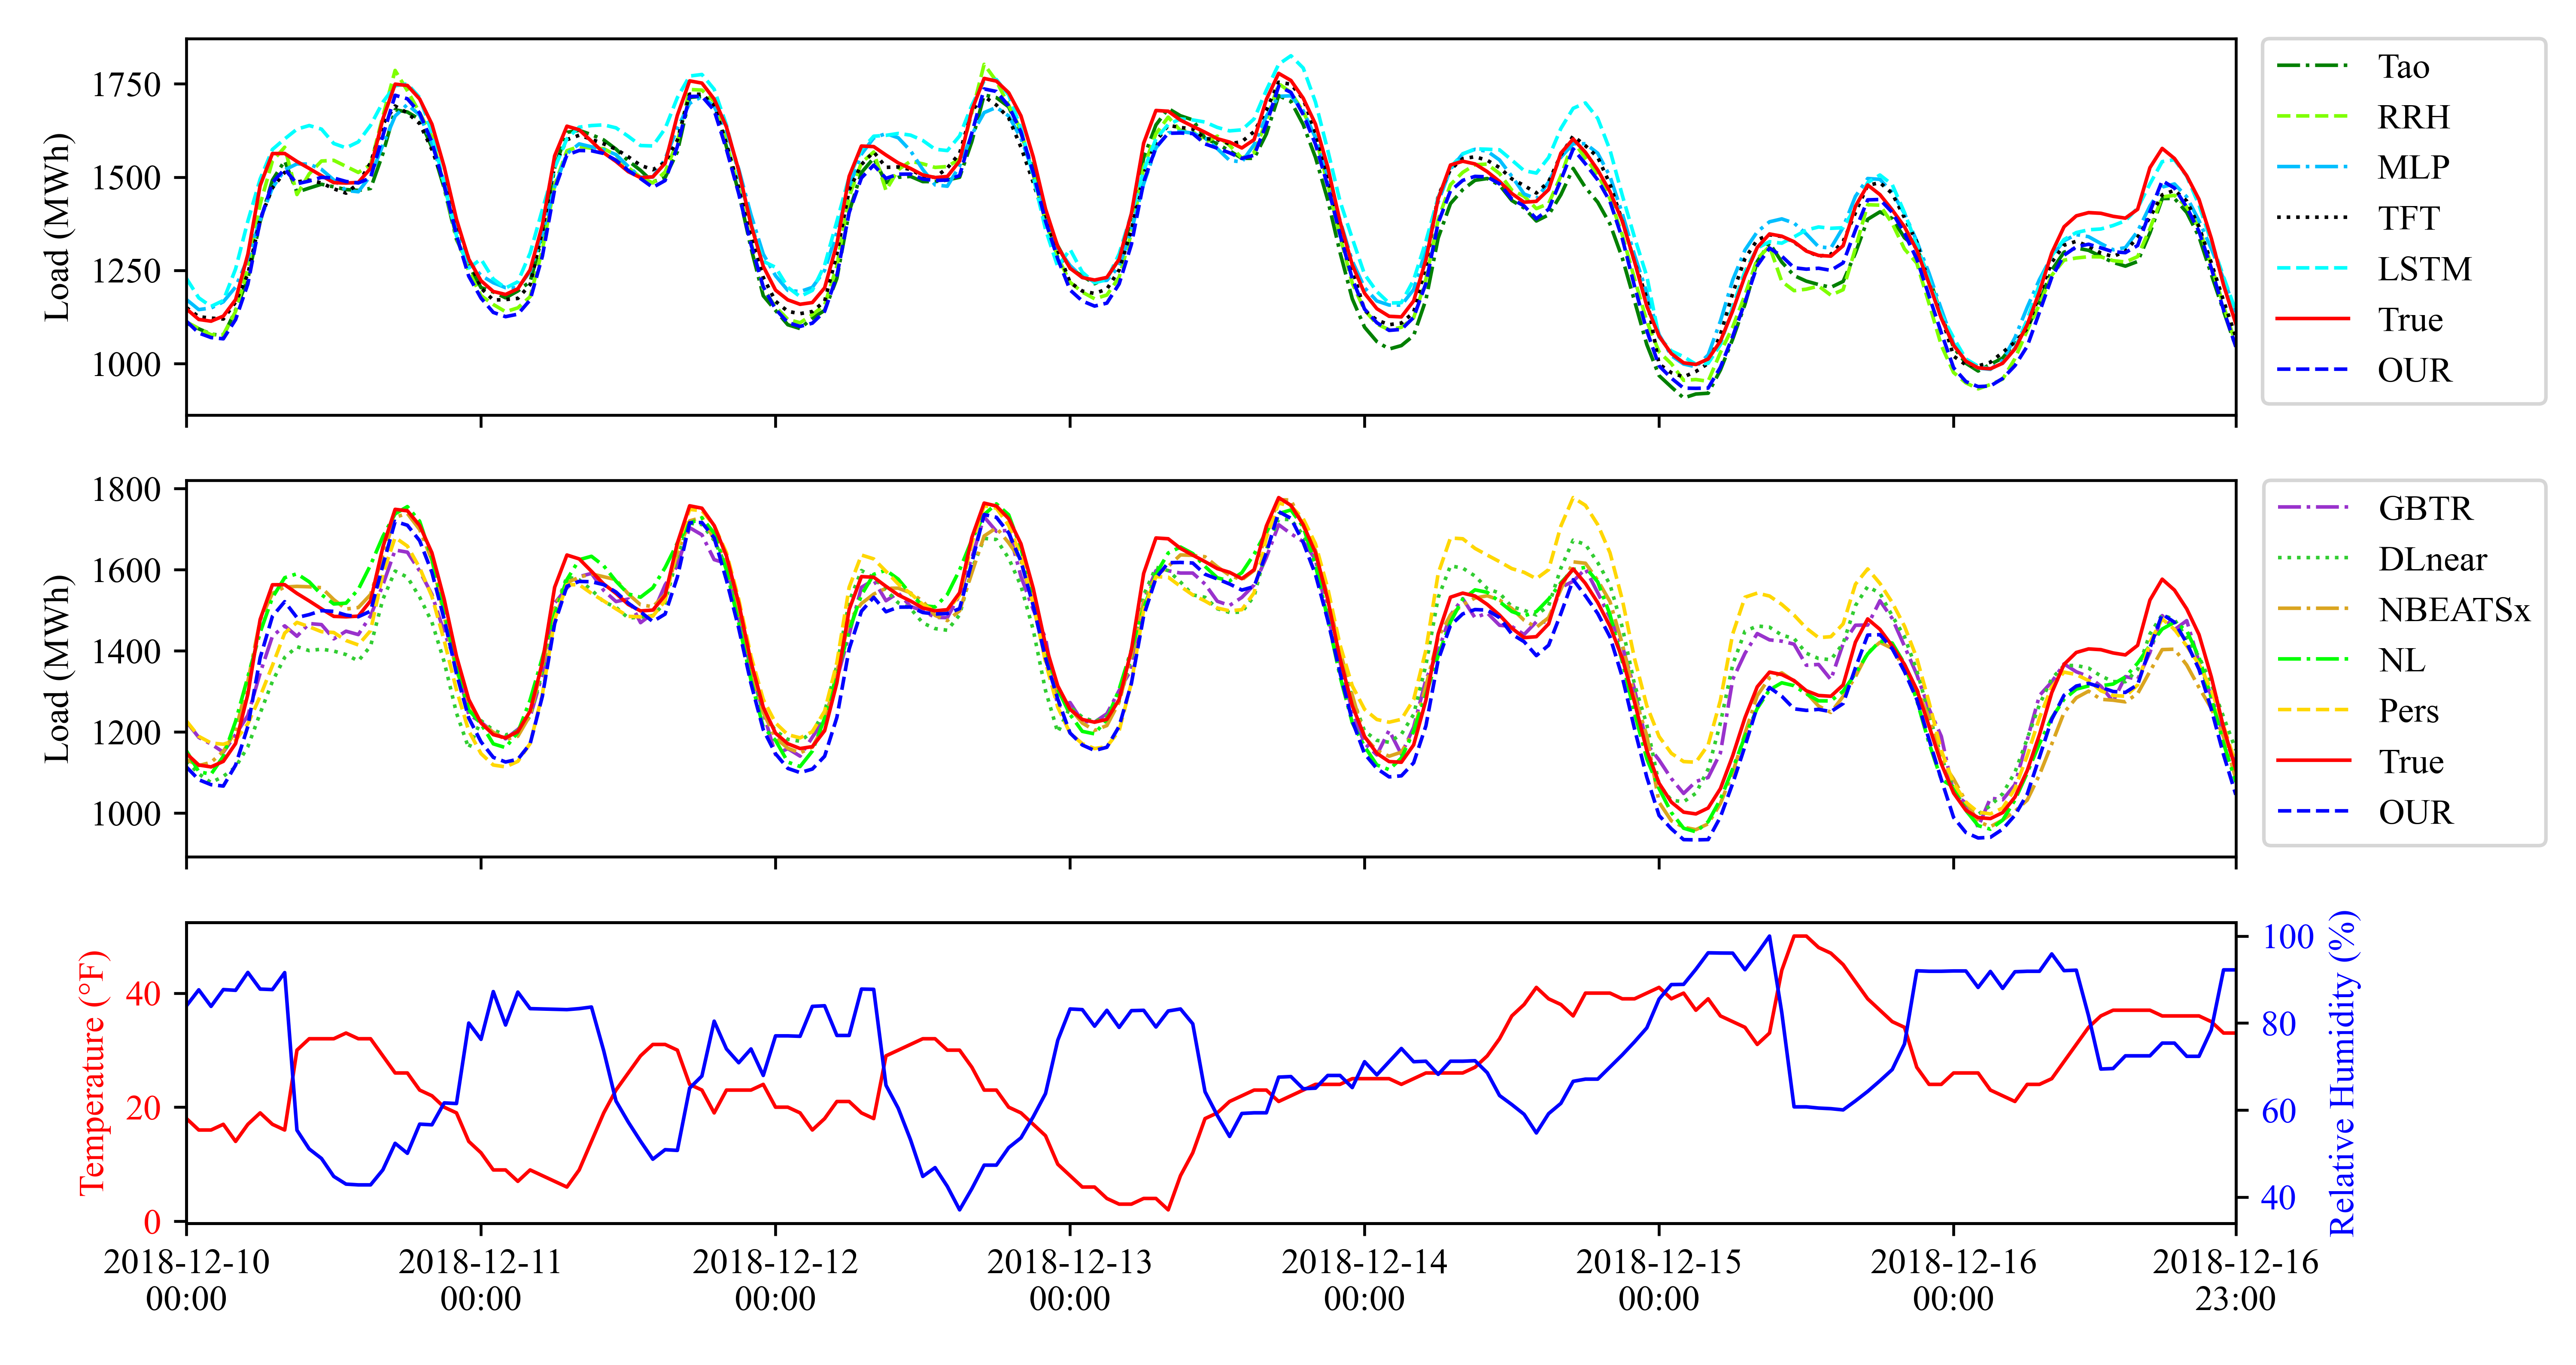 Load (MWh)
1750
1500
1250
1000
Tao
RRH
MLP
TFT
LSTM
True
OUR
Load (MWh)
1800
1600
1400
1200
1000
GBTR
DLnear
NBEATSx
NL
Pers
True
OUR
Temperature (°F)
40
20
0
100
80
60
40
Relative Humidity (%)
2018-12-10 2018-12-11 2018-12-12 2018-12-13 2018-12-14 2018-12-15 2018-12-16 2018-12-16
00:00 00:00 00:00 00:00 00:00 00:00 00:00 23:00